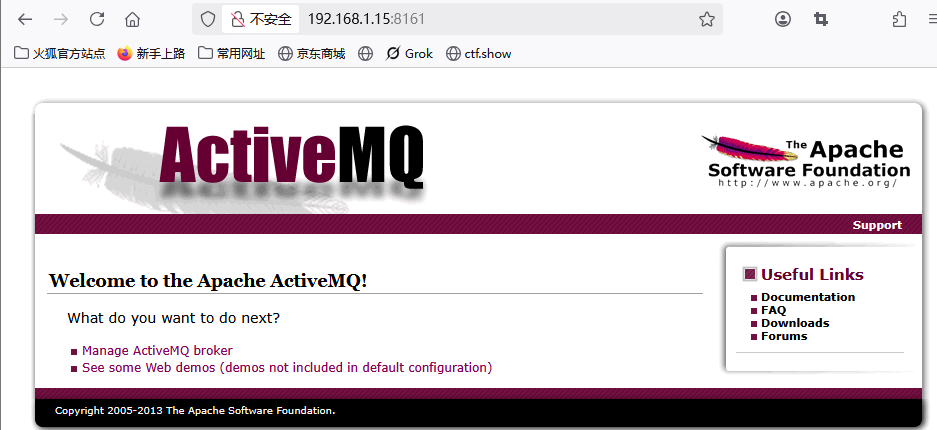 不安全 192.168.1.15:8161
火狐官方站点 新手上路 常用网址 京东商城 Grok ctf.show
ActiveMQ
The Apache
Software Foundation
http://www.apache.org/
Support
Welcome to the Apache ActiveMQ!
What do you want to do next?
Manage ActiveMQ broker
See some Web demos (demos not included in default configuration)
Useful Links
Documentation
FAQ
Downloads
Forums
Copyright 2005-2013 The Apache Software Foundation.